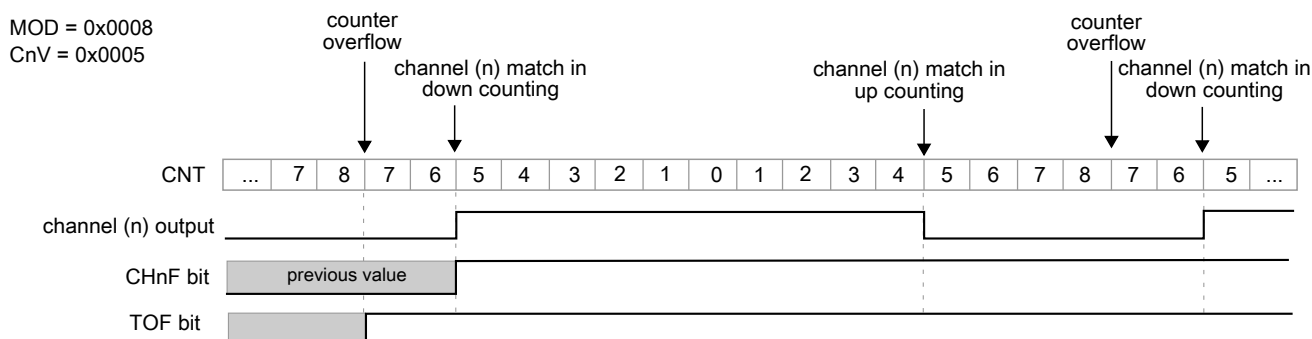 MOD = 0x0008
CnV = 0x0005
counter
overflow
channel (n) match in
down counting
channel (n) match in
up counting
counter
overflow
channel (n) match in
down counting
CNT ... 7 8 7 6 5 4 3 2 1 0 1 2 3 4 5 6 7 8 7 6 5 ...
channel (n) output
CHnF bit previous value
TOF bit